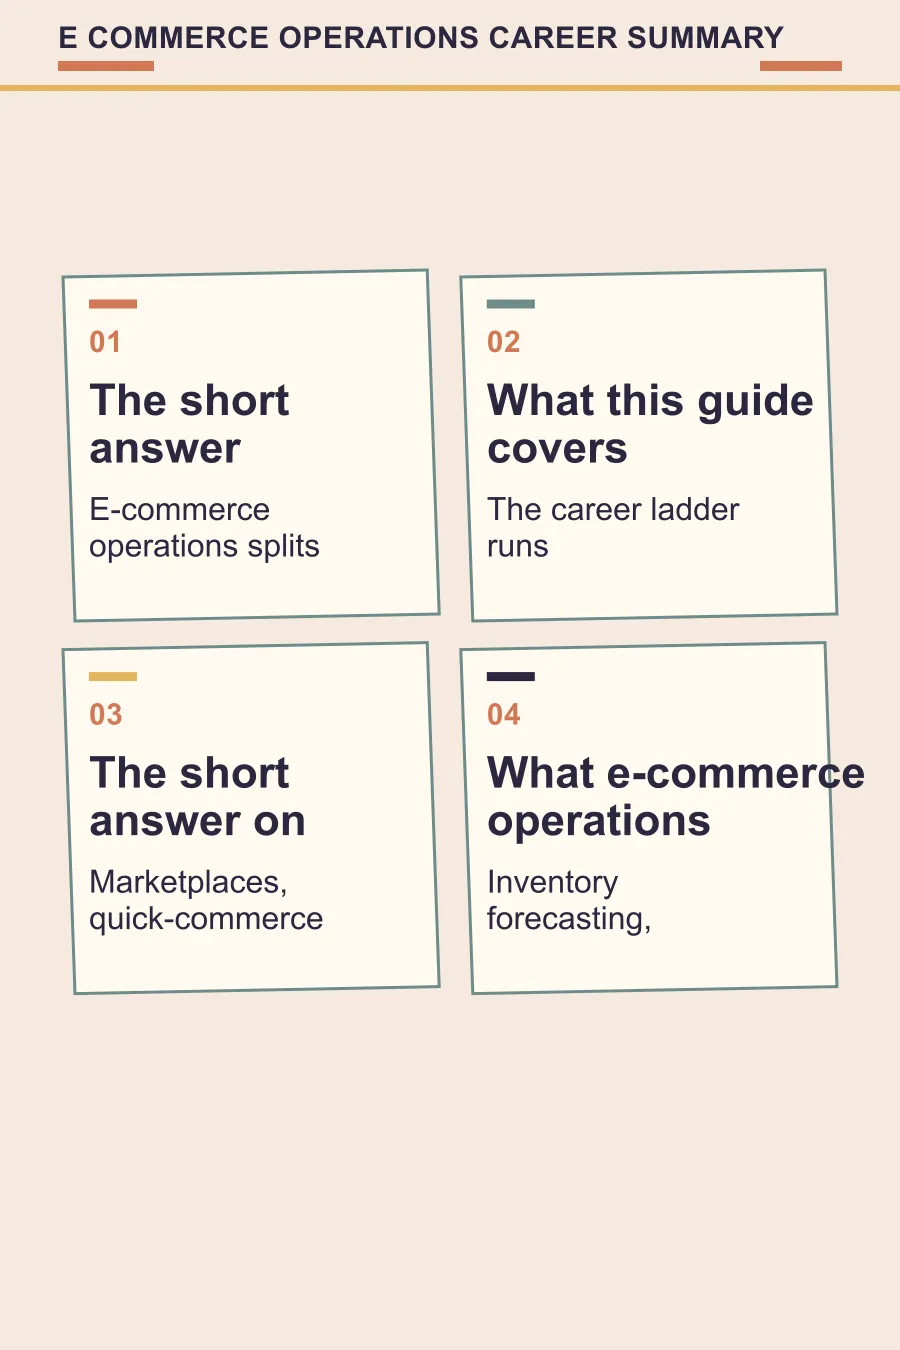 E COMMERCE OPERATIONS CAREER SUMMARY
01
The short
answer
E-commerce
operations splits
02
What this guide
covers
The career ladder
runs
03
The short
answer on
Marketplaces,
quick-commerce
04
What e-commerce
operations
Inventory
forecasting,